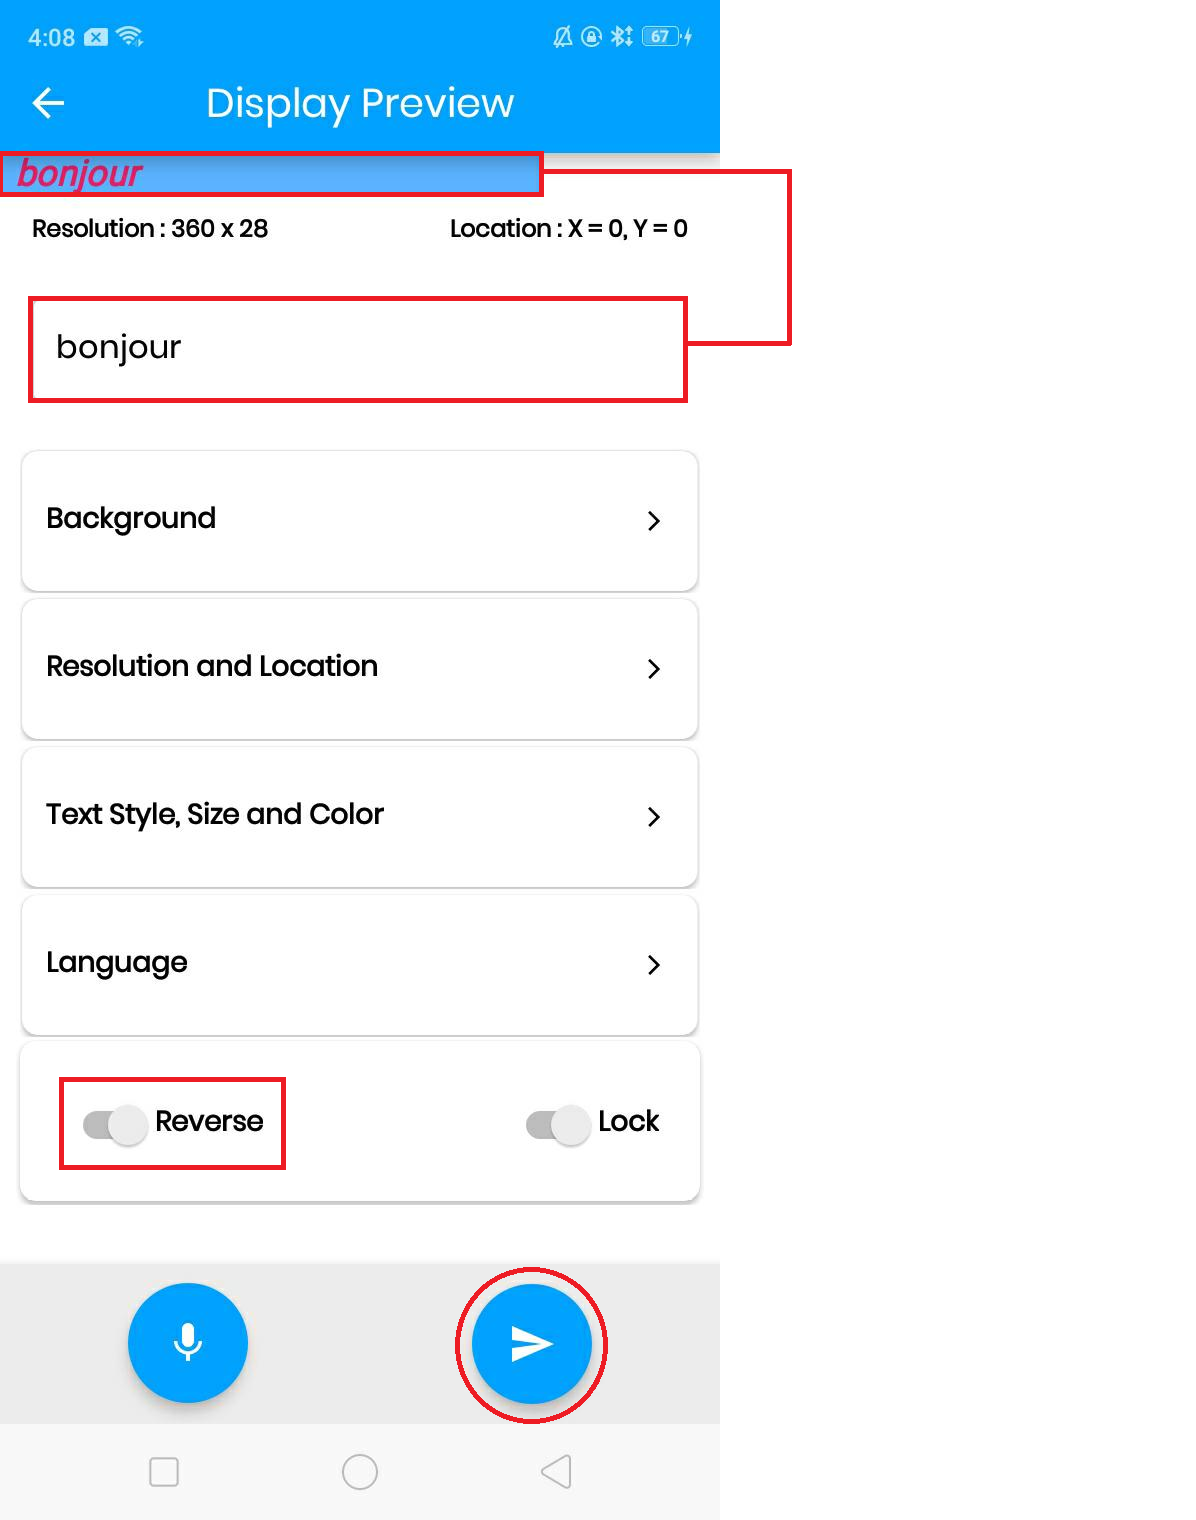 4:08 67
Display Preview
bonjour
Resolution : 360 x 28 Location : X = 0, Y = 0
bonjour
Background
Resolution and Location
Text Style, Size and Color
Language
Reverse Lock